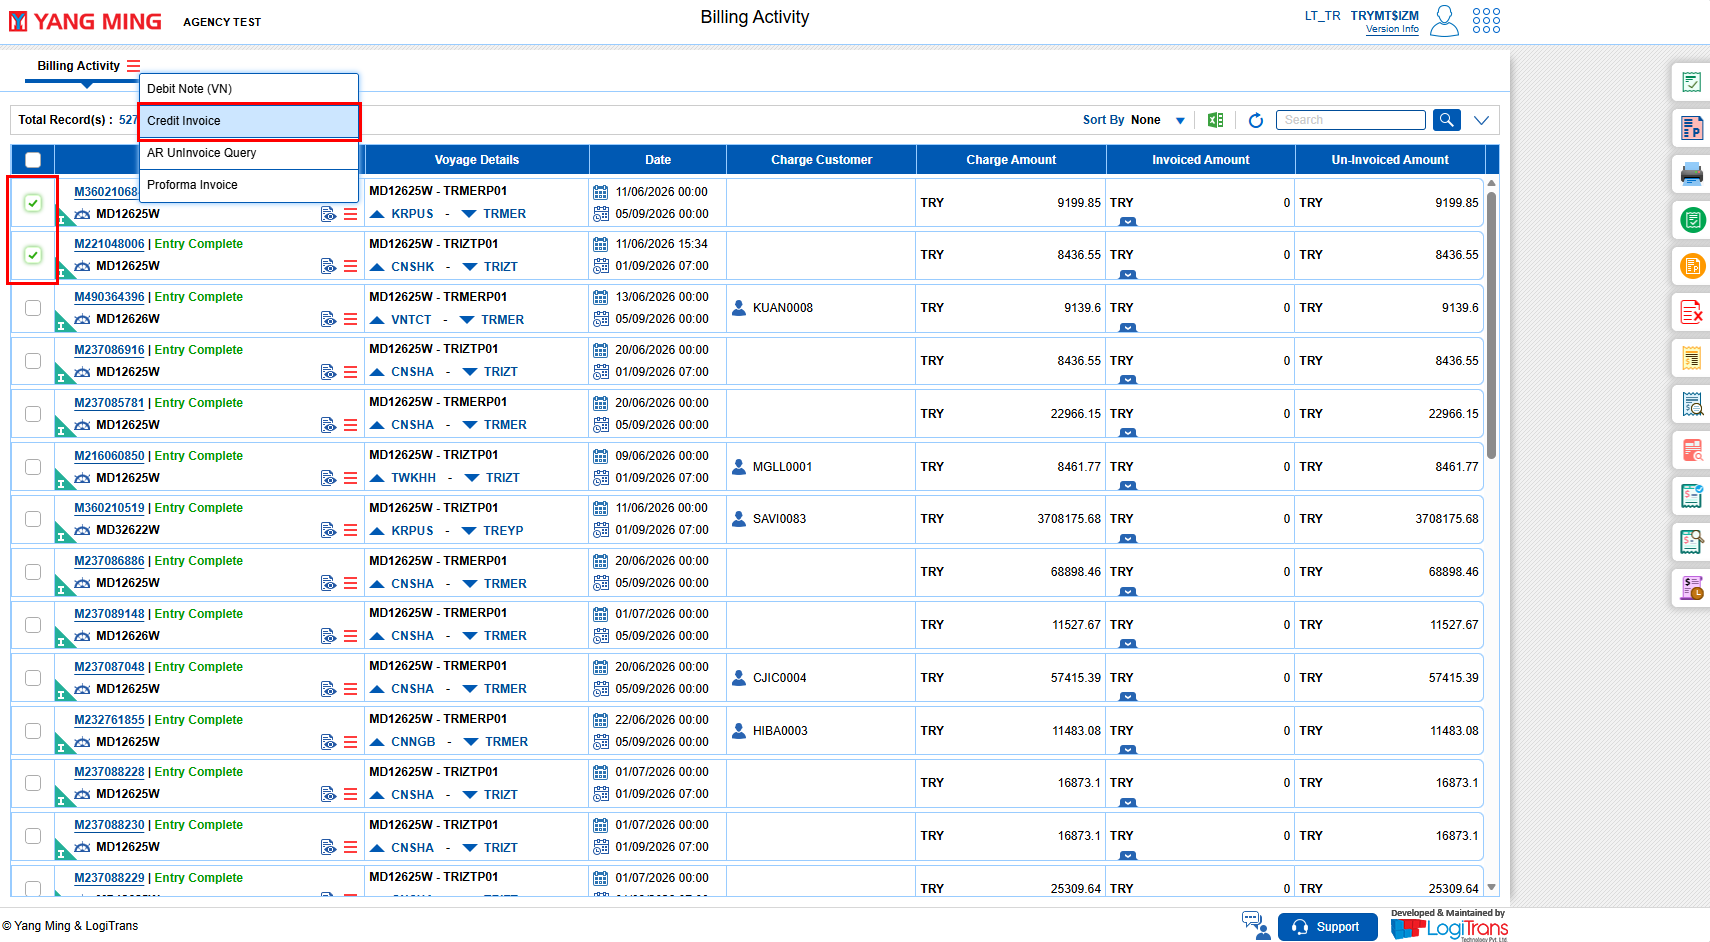 YANG MING AGENCY TEST
Billing Activity
LT_TR TRYMT$IZM
Version Info
Billing Activity
Debit Note (VN)
Credit Invoice
AR UnInvoice Query
Proforma Invoice
Total Record(s) : 527
Sort By None
Search
Voyage Details Date Charge Customer Charge Amount Invoiced Amount Un-Invoiced Amount
M36021068 MD12625W - TRMERP01 11/06/2026 00:00
TRY 9199.85 TRY 0 TRY 9199.85
MD12625W KRPUS - TRMER 05/09/2026 00:00
M221048006 | Entry Complete MD12625W - TRIZTP01 11/06/2026 15:34
TRY 8436.55 TRY 0 TRY 8436.55
MD12625W CNSHK - TRIZT 01/09/2026 07:00
M490364396 | Entry Complete MD12625W - TRMERP01 13/06/2026 00:00
KUAN0008 TRY 9139.6 TRY 0 TRY 9139.6
MD12626W VNTCT - TRMER 05/09/2026 00:00
M237086916 | Entry Complete MD12625W - TRIZTP01 20/06/2026 00:00
TRY 8436.55 TRY 0 TRY 8436.55
MD12625W CNSHA - TRIZT 01/09/2026 07:00
M237085781 | Entry Complete MD12625W - TRMERP01 20/06/2026 00:00
TRY 22966.15 TRY 0 TRY 22966.15
MD12625W CNSHA - TRMER 05/09/2026 00:00
M216060850 | Entry Complete MD12625W - TRIZTP01 09/06/2026 00:00
MGLL0001 TRY 8461.77 TRY 0 TRY 8461.77
MD12625W TWKHH - TRIZT 01/09/2026 07:00
M360210519 | Entry Complete MD12625W - TRIZTP01 11/06/2026 00:00
SAVI0083 TRY 3708175.68 TRY 0 TRY 3708175.68
MD32622W KRPUS - TREYP 01/09/2026 07:00
M237086886 | Entry Complete MD12625W - TRMERP01 20/06/2026 00:00
TRY 68898.46 TRY 0 TRY 68898.46
MD12625W CNSHA - TRMER 05/09/2026 00:00
M237089148 | Entry Complete MD12625W - TRMERP01 01/07/2026 00:00
TRY 11527.67 TRY 0 TRY 11527.67
MD12626W CNSHA - TRMER 05/09/2026 00:00
M237087048 | Entry Complete MD12625W - TRMERP01 20/06/2026 00:00
CJIC0004 TRY 57415.39 TRY 0 TRY 57415.39
MD12625W CNSHA - TRMER 05/09/2026 00:00
M232761855 | Entry Complete MD12625W - TRMERP01 22/06/2026 00:00
HIBA0003 TRY 11483.08 TRY 0 TRY 11483.08
MD12625W CNNGB - TRMER 05/09/2026 00:00
M237088228 | Entry Complete MD12625W - TRIZTP01 01/07/2026 00:00
TRY 16873.1 TRY 0 TRY 16873.1
MD12625W CNSHA - TRIZT 01/09/2026 07:00
M237088230 | Entry Complete MD12625W - TRIZTP01 01/07/2026 00:00
TRY 16873.1 TRY 0 TRY 16873.1
MD12625W CNSHA - TRIZT 01/09/2026 07:00
M237088229 | Entry Complete MD12625W - TRIZTP01 01/07/2026 00:00
TRY 25309.64 TRY 0 TRY 25309.64
© Yang Ming & LogiTrans
Support
Developed & Maintained by
LogiTrans
Technology Pvt. Ltd.